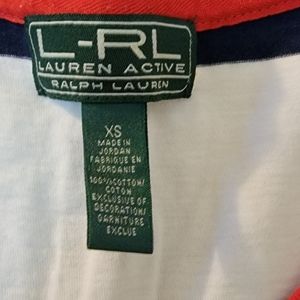 L-RL
LAUREN ACTIVE
RALPH LAUREN
XS
MADE IN
JORDAN
FABRIQUE EN
JORDANIE
100%COTTON/
COTON
EXCLUSIVE OF
DECORATION/
GARNITURE
EXCLUE